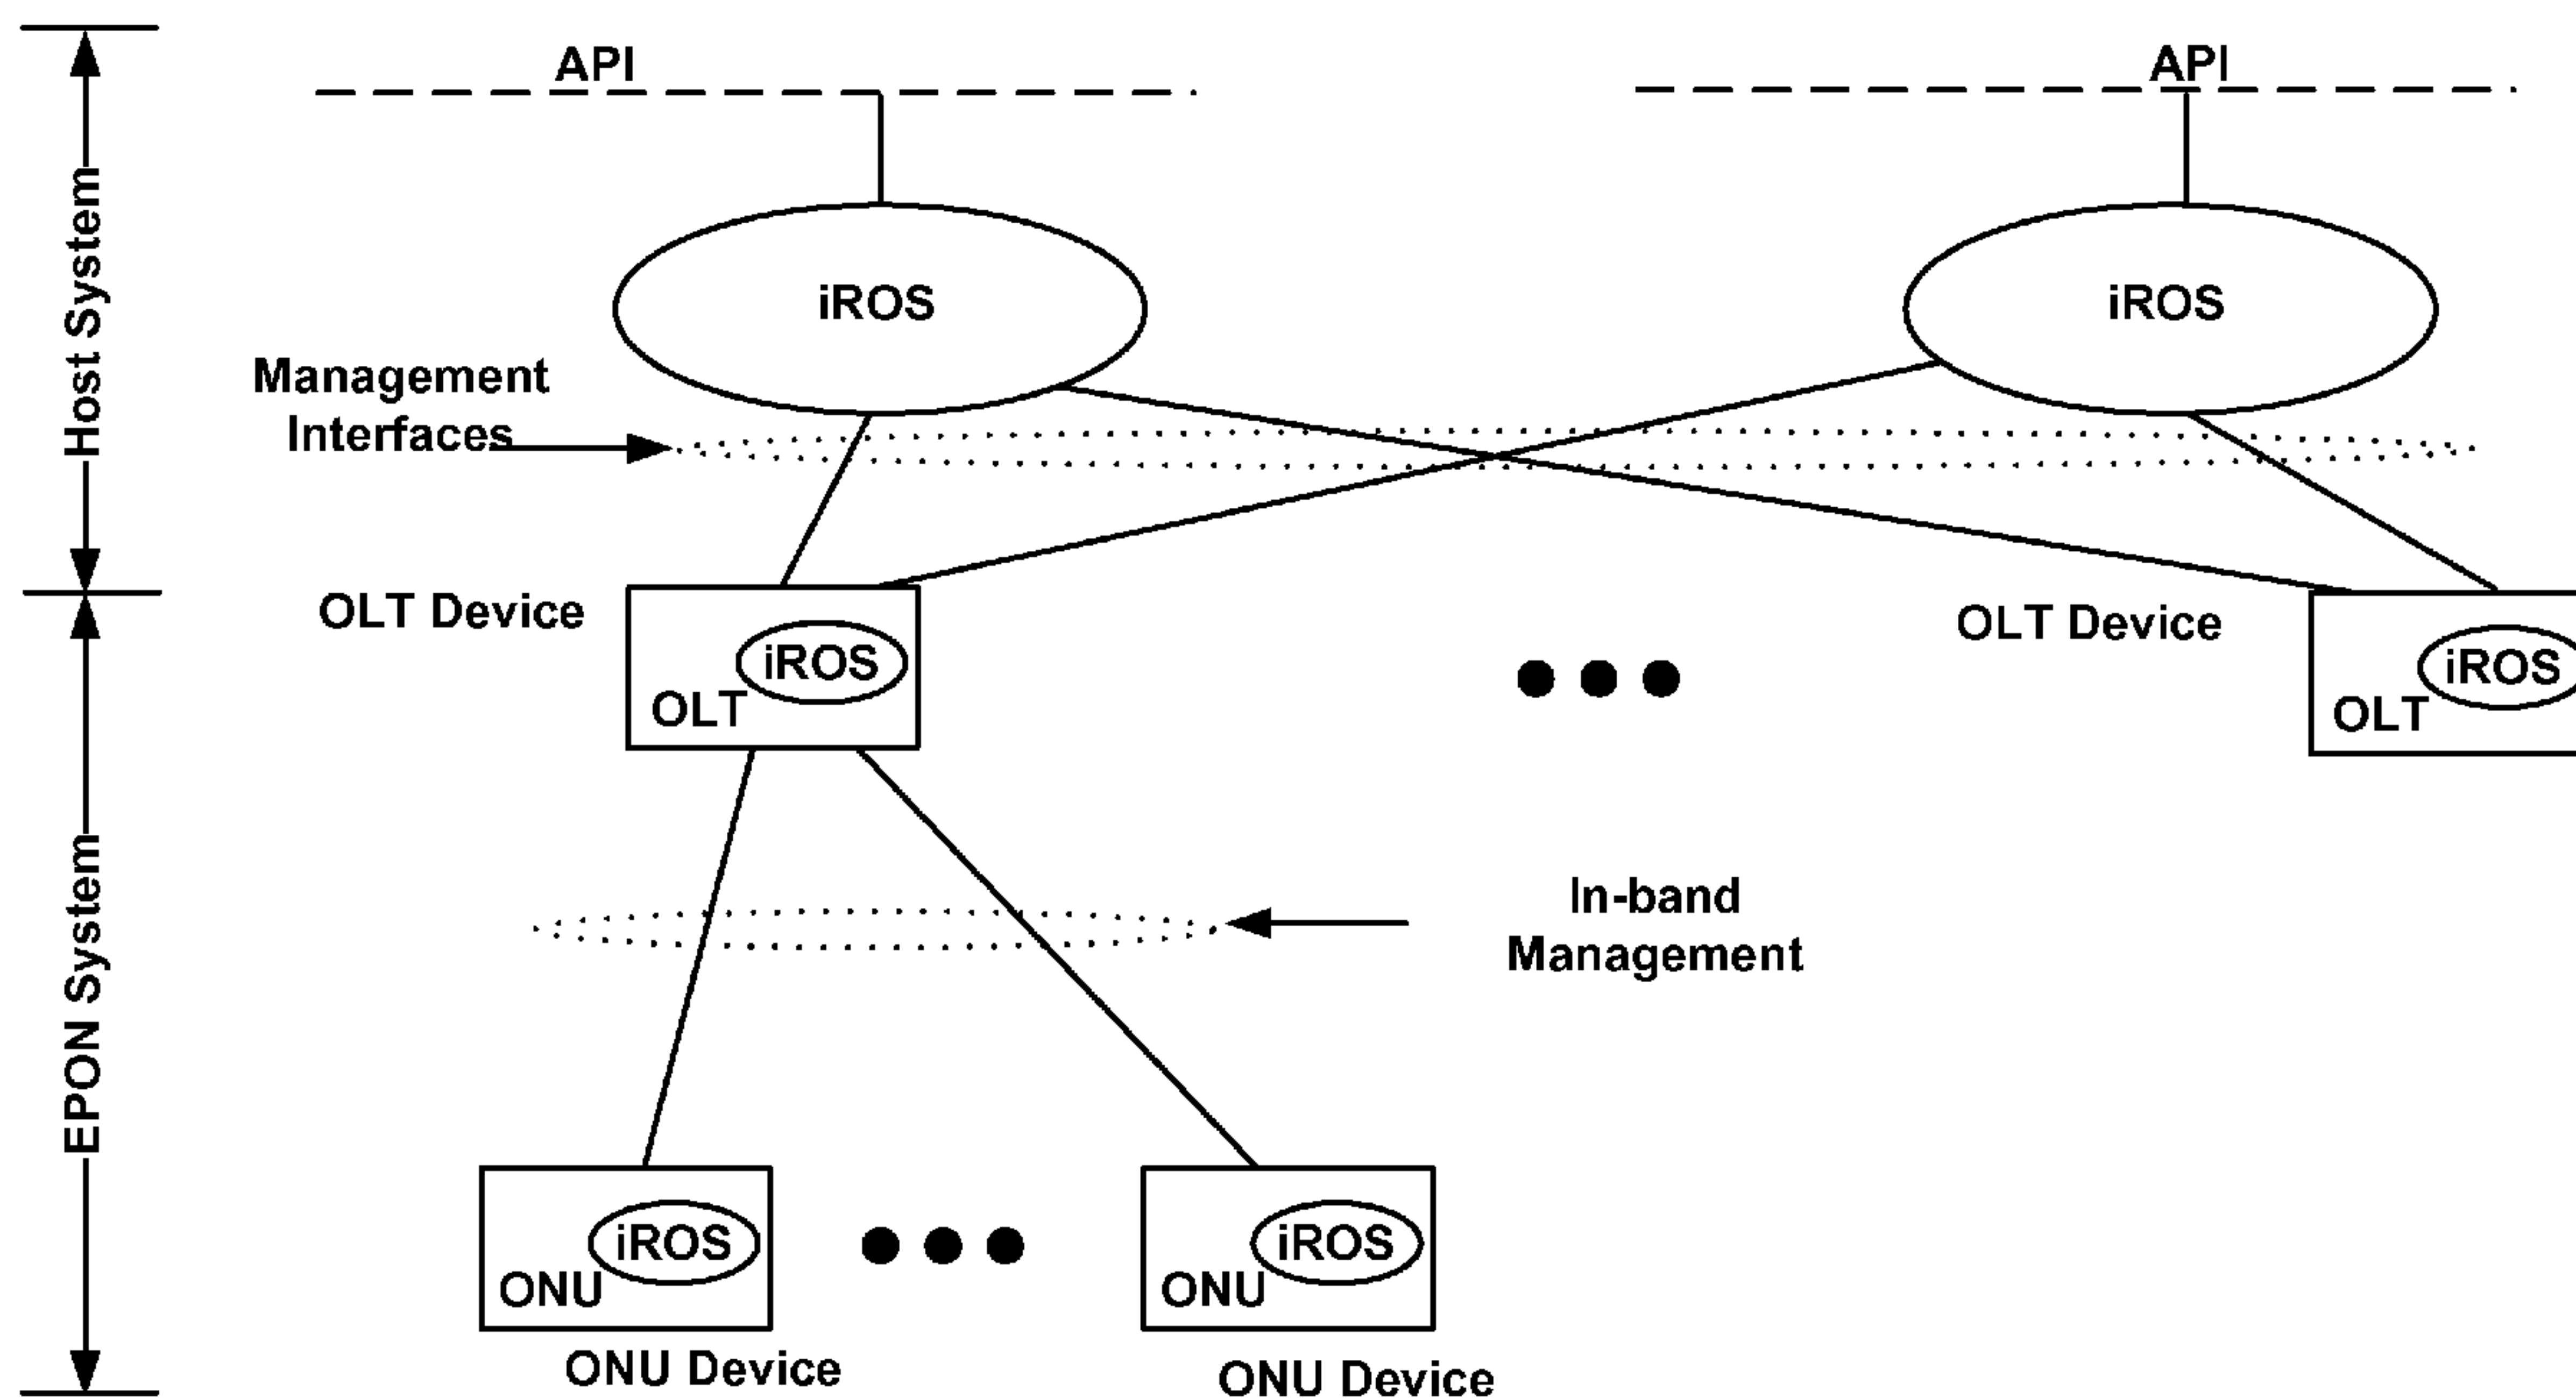 API
API
Host System
iROS
iROS
Management
Interfaces
OLT Device
OLT Device
iROS
OLT
iROS
OLT
EPON System
In-band
Management
iROS
ONU
iROS
ONU
ONU Device
ONU Device